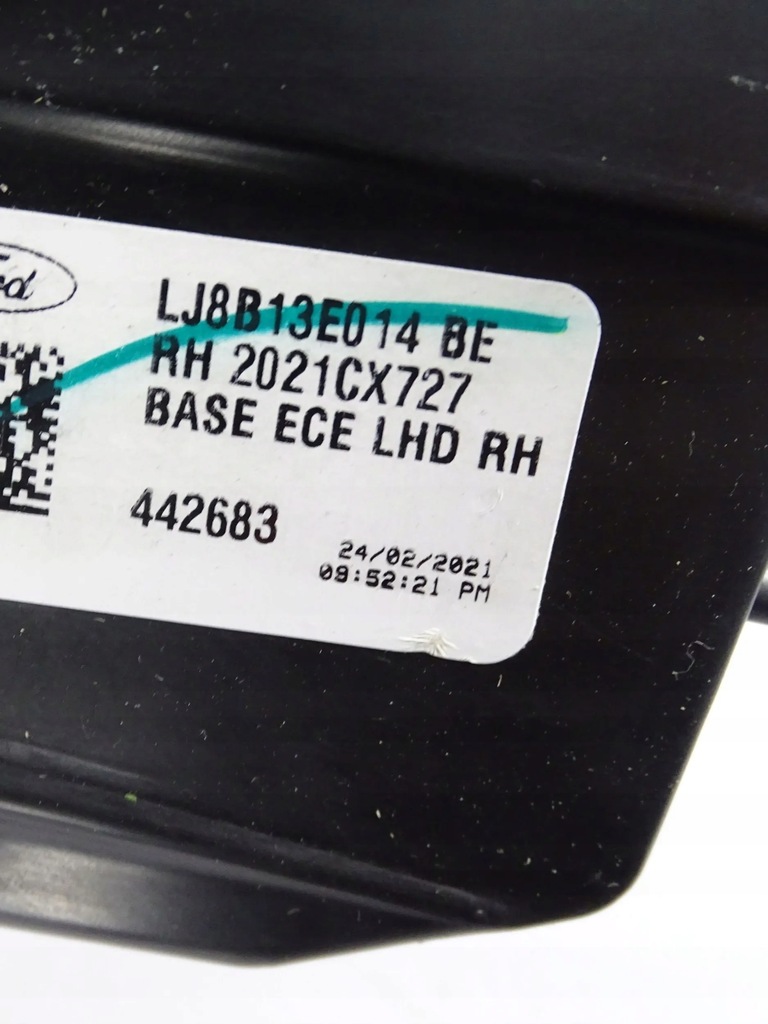 LJ8B13E014 BE
RH 2021CX727
BASE ECE LHD RH
442683
24/02/2021
09:52:21 PM